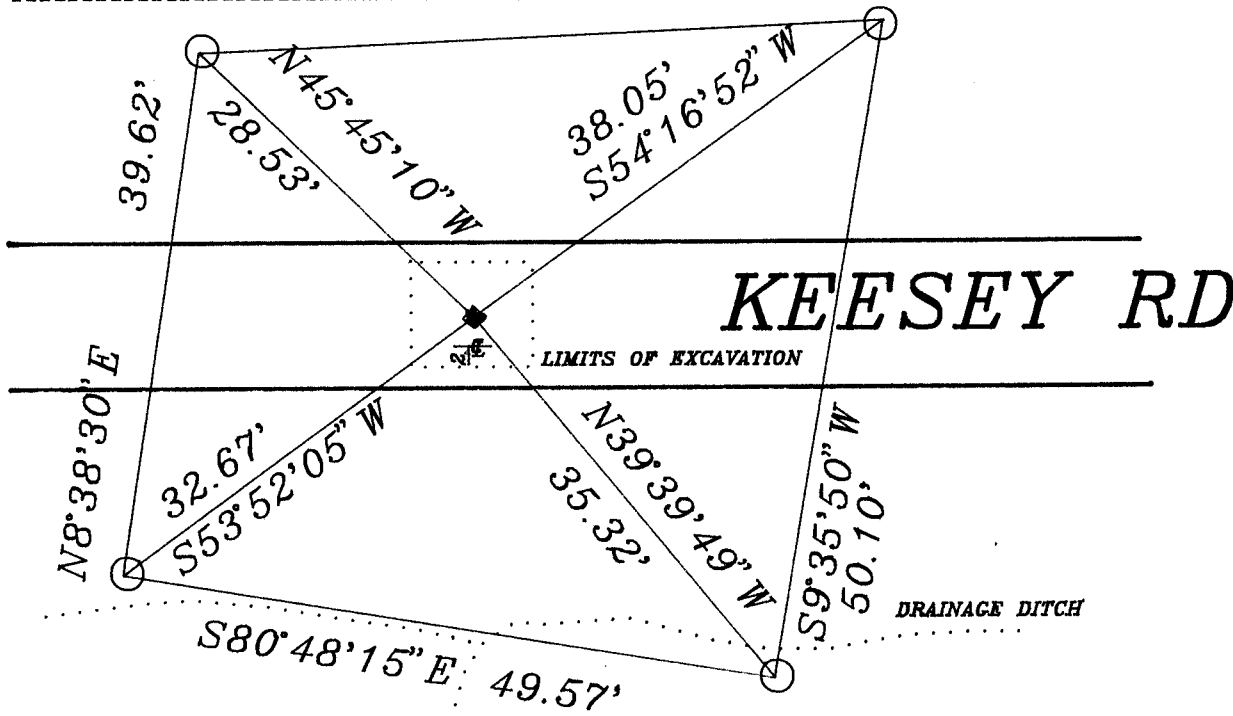 N45°45'10" W
28.53'
39.62'
38.05'
S54°16'52" W
KEESEY RD
LIMITS OF EXCAVATION
N8°38'30" E
32.67'
S53°52'05" W
N39°39'49" W
35.32'
S9°35'50" W
50.10'
DRAINAGE DITCH
S80°48'15" E
49.57'